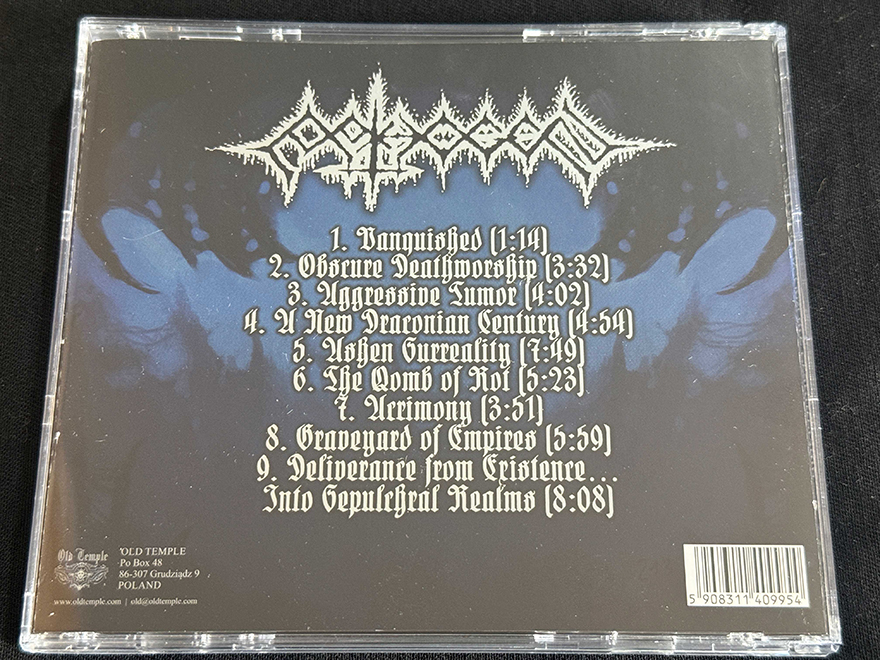 1. Vanquished (1:14)
2. Obscure Deathworship (3:32)
3. Aggressive Tumor (4:02)
4. A New Draconian Century (4:54)
5. Ashen Surreality (7:49)
6. The Womb of Rot (5:23)
7. Acrimony (3:51)
8. Graveyard of Empires (5:59)
9. Deliverance from Existence...
Into Sepulchral Realms (8:08)
Old Temple
OLD TEMPLE
Po Box 48
86-307 Grudziądz 9
POLAND
www.oldtemple.com | old@oldtemple.com
5 908311 409954